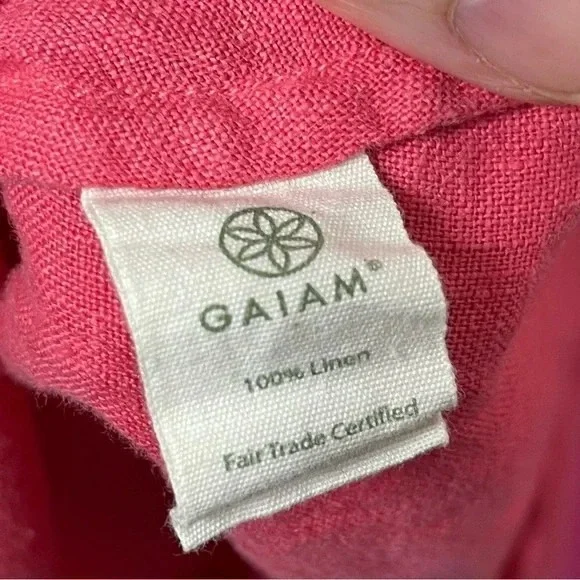 GAIAM®
100% Linen
Fair Trade Certified